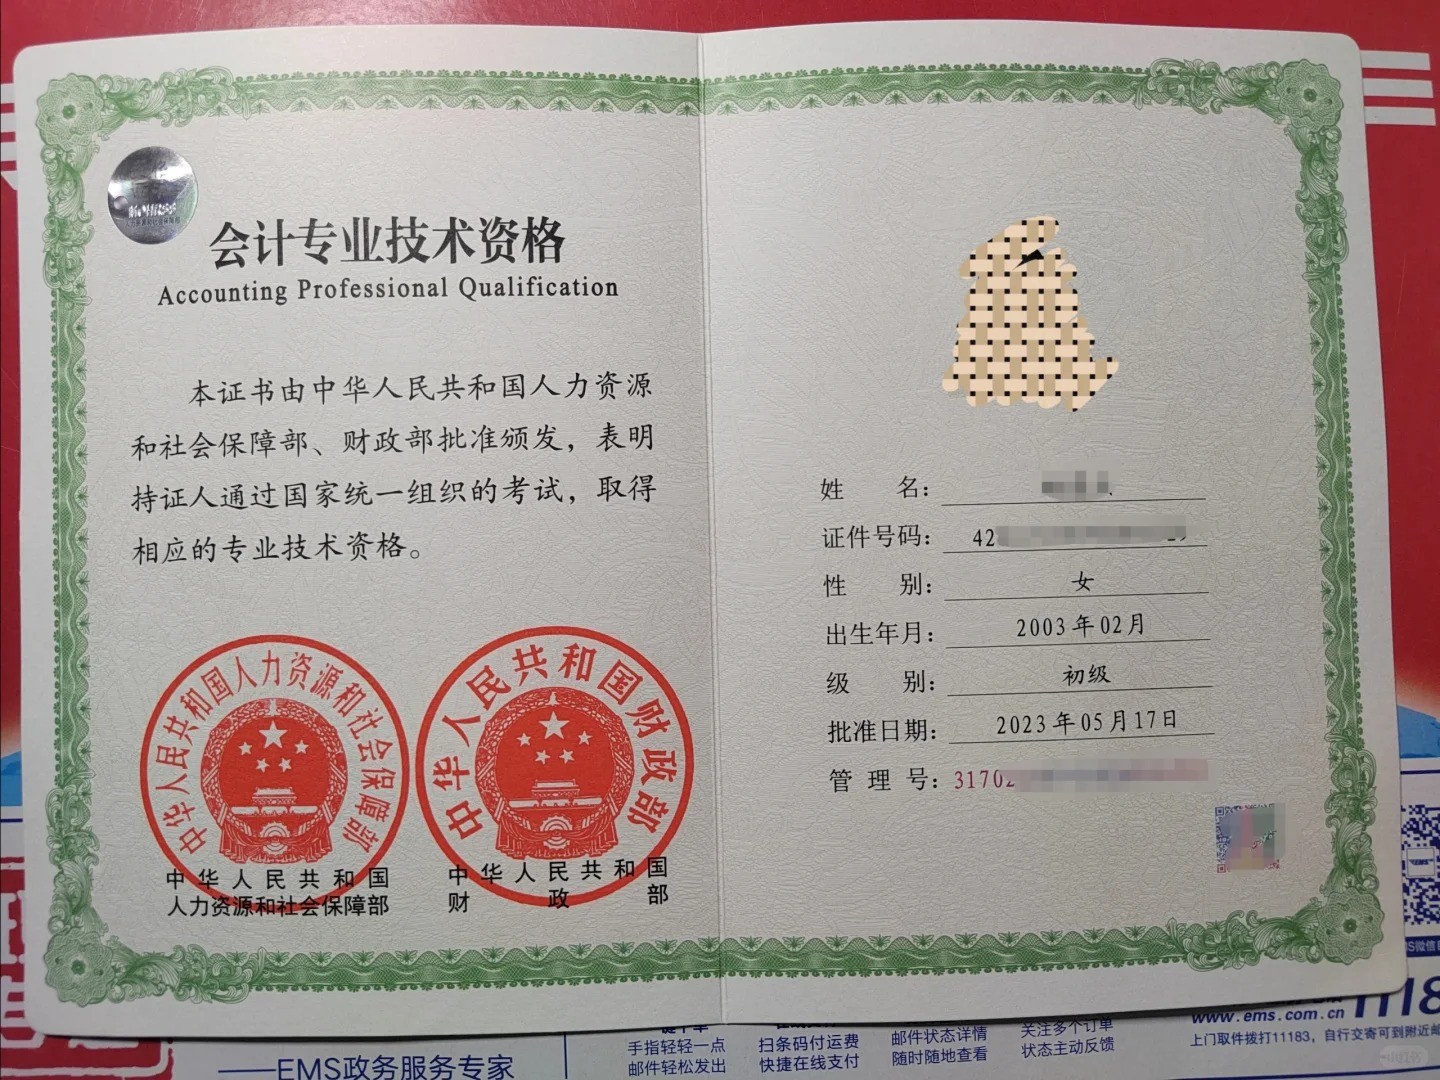 会计专业技术资格
Accounting Professional Qualification
本证书由中华人民共和国人力资源
和社会保障部、财政部批准颁发，表明
持证人通过国家统一组织的考试，取得
相应的专业技术资格。
中华人民共和国人力资源和社会保障部
中华人民共和国财政部
中华人民共和国
人力资源和社会保障部
中华人民共和国
财政部
姓名：
证件号码：42
性别：女
出生年月：2003年02月
级别：初级
批准日期：2023年05月17日
管理号：31702
——EMS政务服务专家
手指轻轻一点
邮件轻松发出
扫条码付运费
快捷在线支付
邮件状态详情
随时随地查看
关注多个订单
状态主动反馈
1118
www.ems.com.cn
上门取件拨打11183，自行交寄可到附近邮